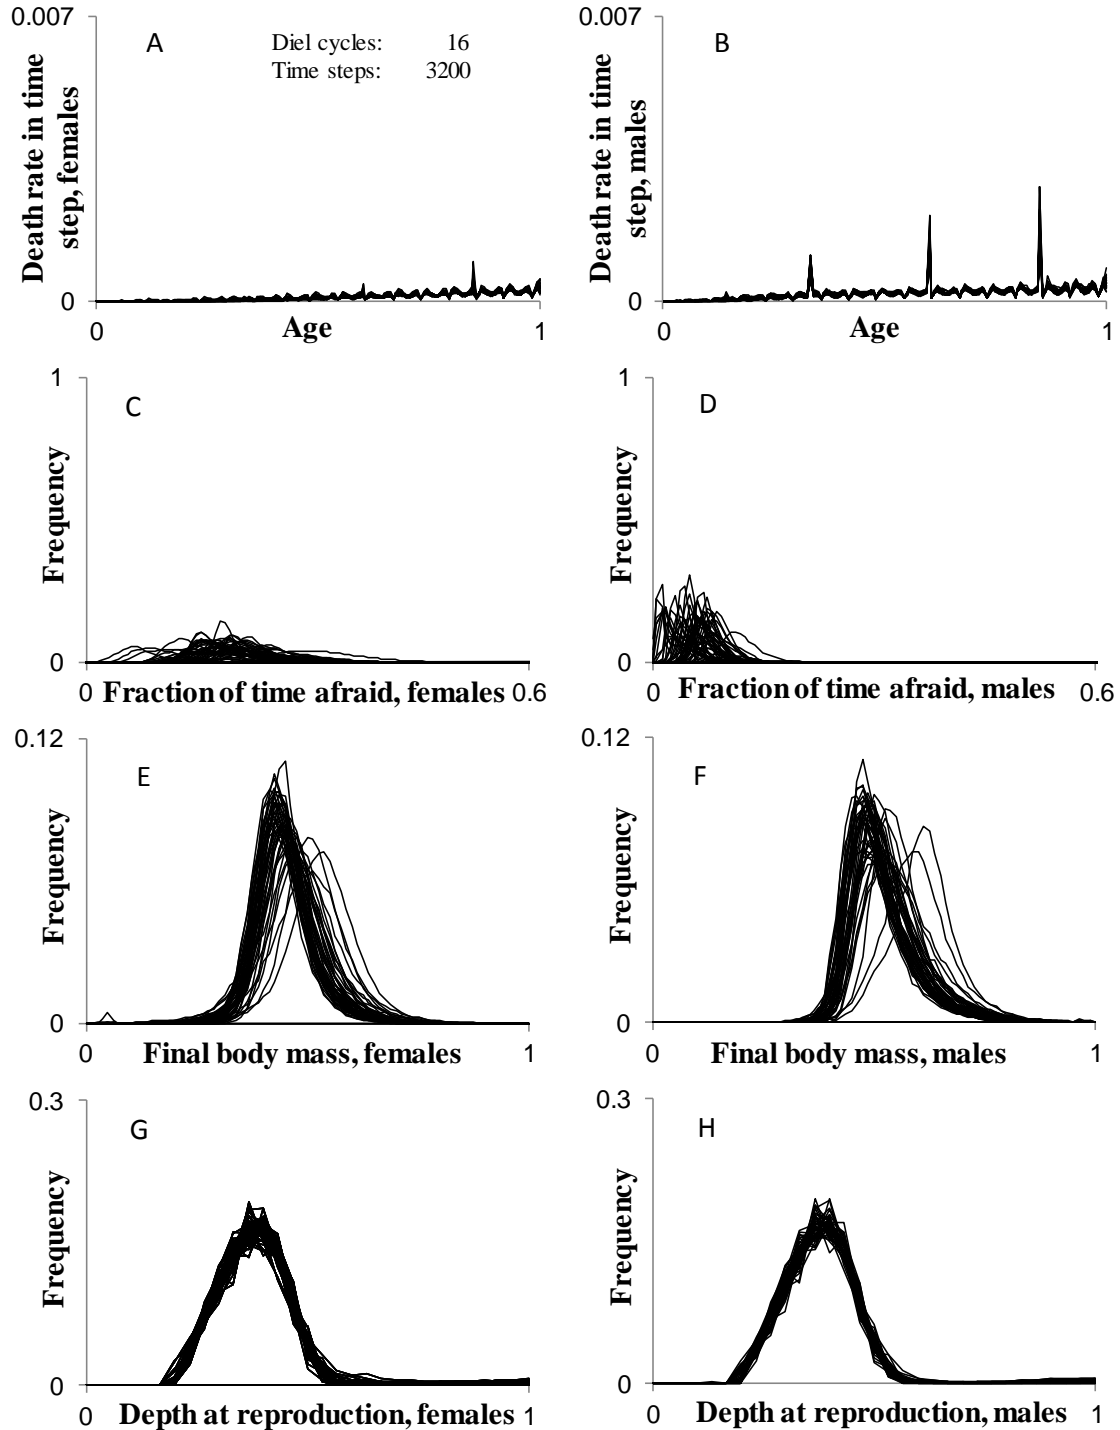 0.007
A
Diel cycles: 16
Time steps: 3200
Death rate in time
step, females
0
0
Age
1
0.007
B
Death rate in time
step, males
0
0
Age
1
1
C
Frequency
0
0
Fraction of time afraid, females
0.6
1
D
Frequency
0
0
Fraction of time afraid, males
0.6
0.12
E
Frequency
0
0
Final body mass, females
1
0.12
F
Frequency
0
0
Final body mass, males
1
0.3
G
Frequency
0
0
Depth at reproduction, females
1
0.3
H
Frequency
0
0
Depth at reproduction, males
1